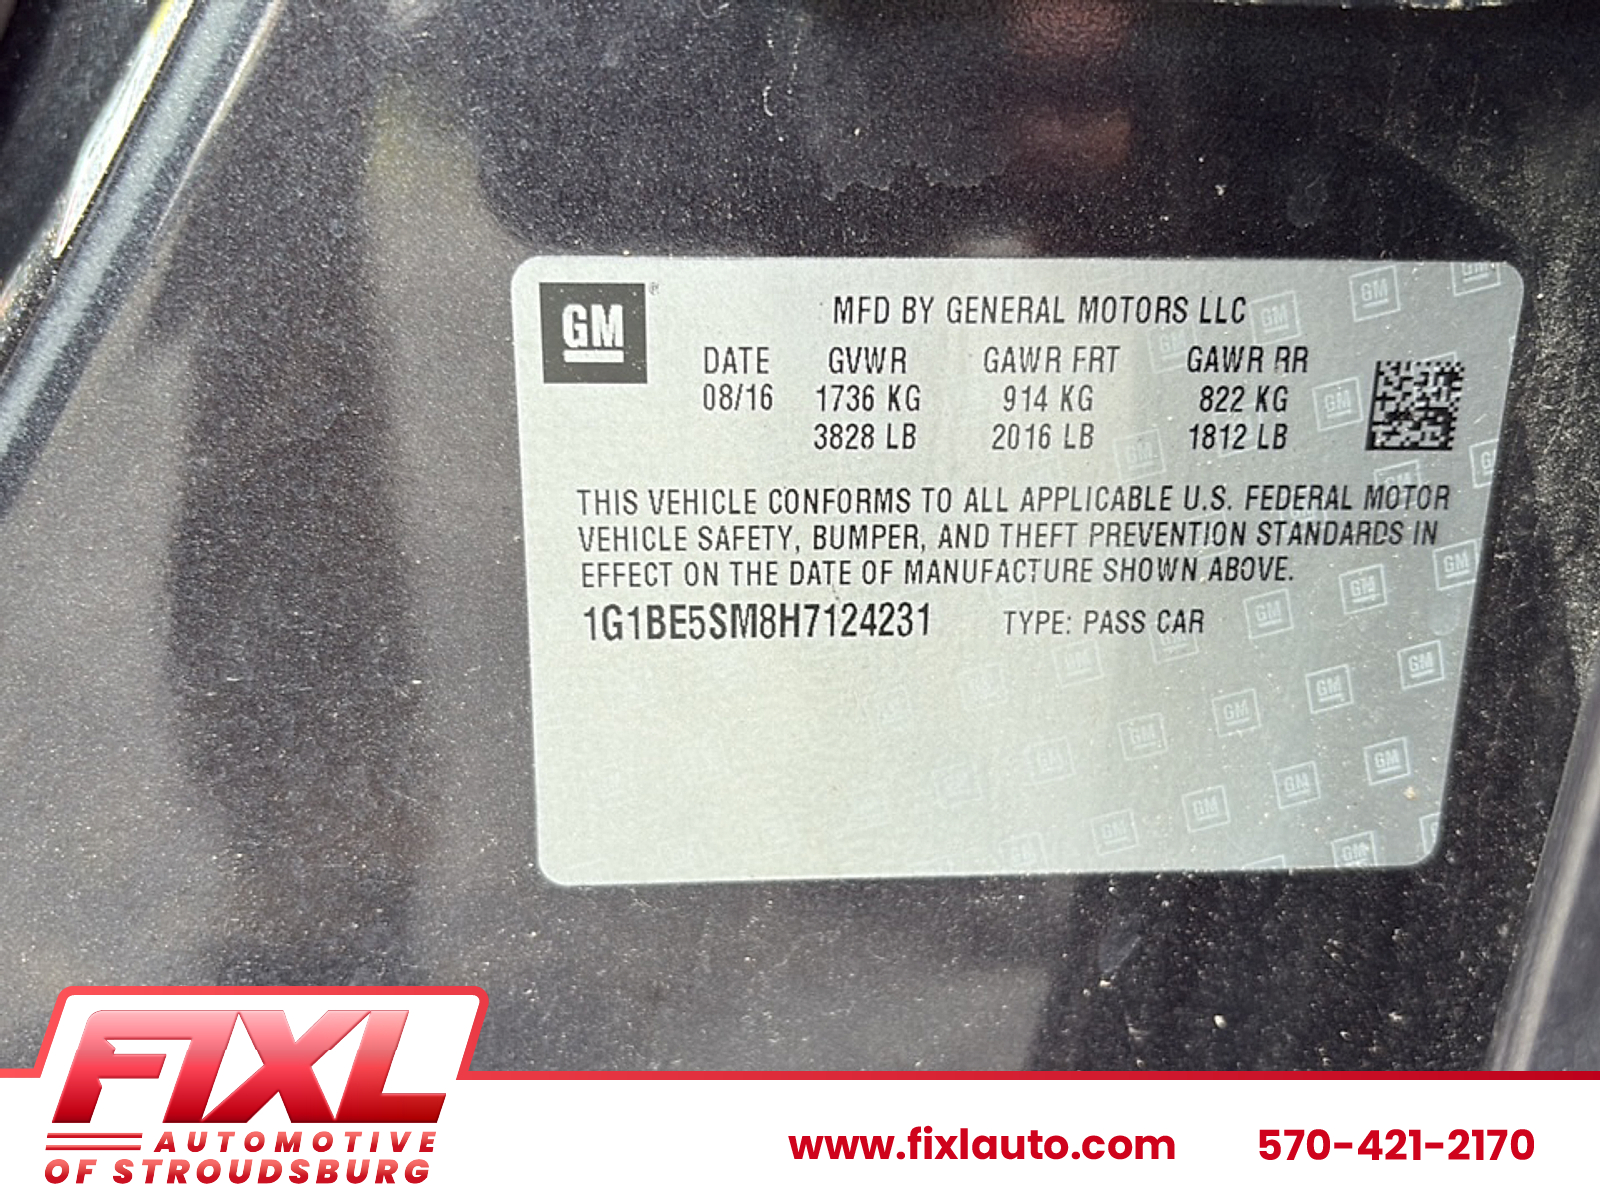 GM
MFD BY GENERAL MOTORS LLC
DATE GVWR GAWR FRT GAWR RR
08/16 1736 KG 914 KG 822 KG
3828 LB 2016 LB 1812 LB
THIS VEHICLE CONFORMS TO ALL APPLICABLE U.S. FEDERAL MOTOR
VEHICLE SAFETY, BUMPER, AND THEFT PREVENTION STANDARDS IN
EFFECT ON THE DATE OF MANUFACTURE SHOWN ABOVE.
1G1BE5SM8H7124231 TYPE: PASS CAR
FIXL
AUTOMOTIVE
OF STROUDSBURG
www.fixlauto.com 570-421-2170